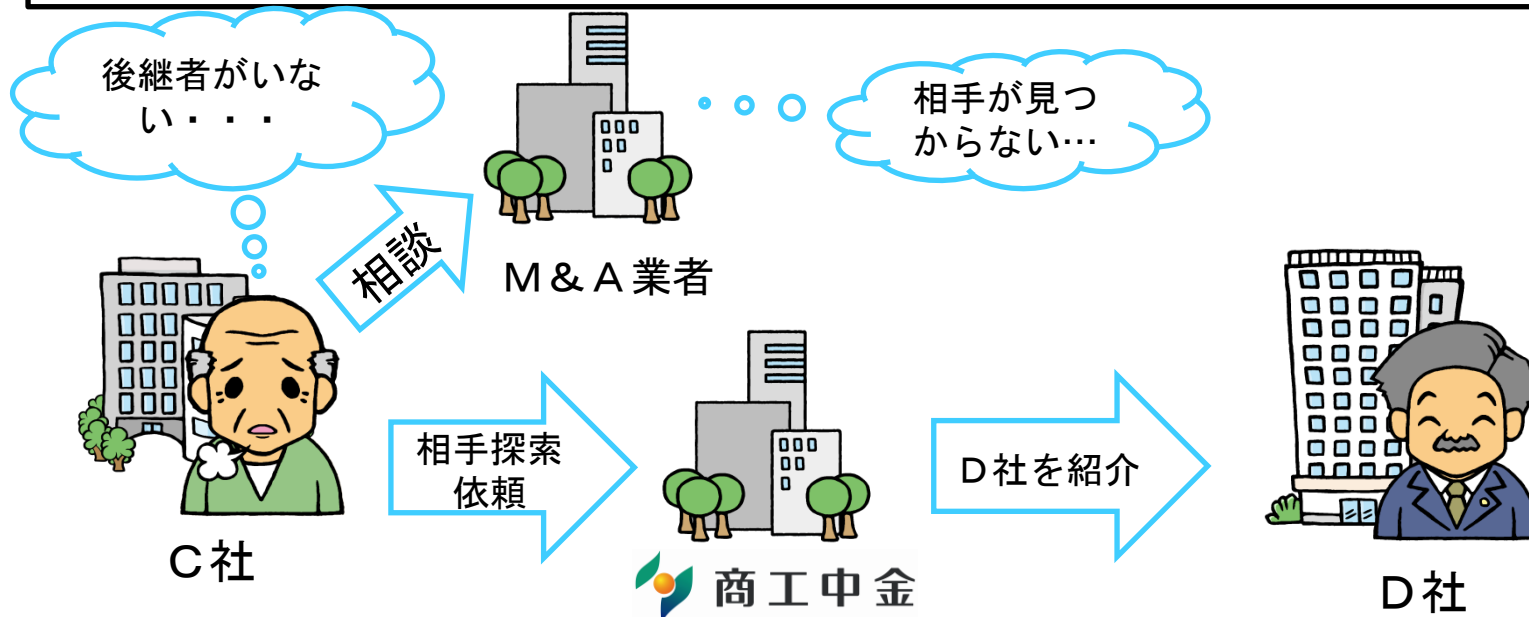 後継者がいな
い・・・
相手が見つ
からない…
相談
Ｍ＆Ａ業者
相手探索
依頼
Ｄ社を紹介
Ｃ社
商工中金
Ｄ社